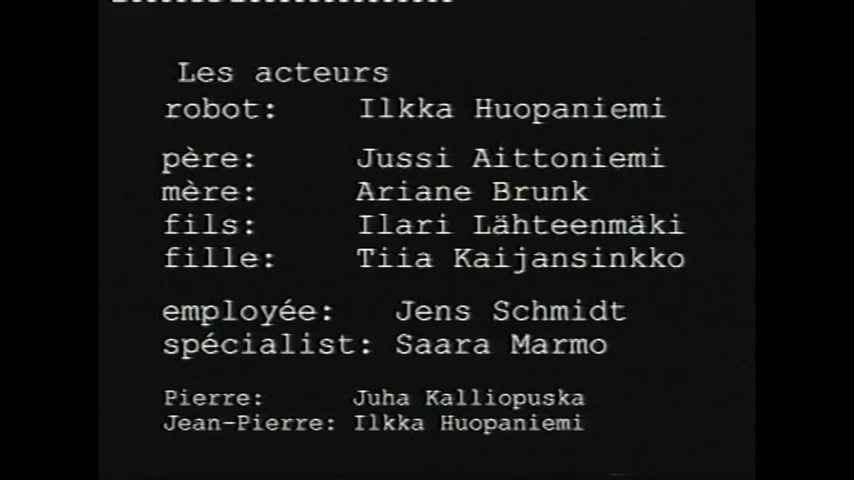 Les acteurs
robot: Ilkka Huopaniemi
père: Jussi Aittoniemi
mère: Ariane Brunk
fils: Ilari Lähteenmäki
fille: Tiia Kaijansinkko
employée: Jens Schmidt
spécialist: Saara Marmo
Pierre: Juha Kalliopuska
Jean-Pierre: Ilkka Huopaniemi